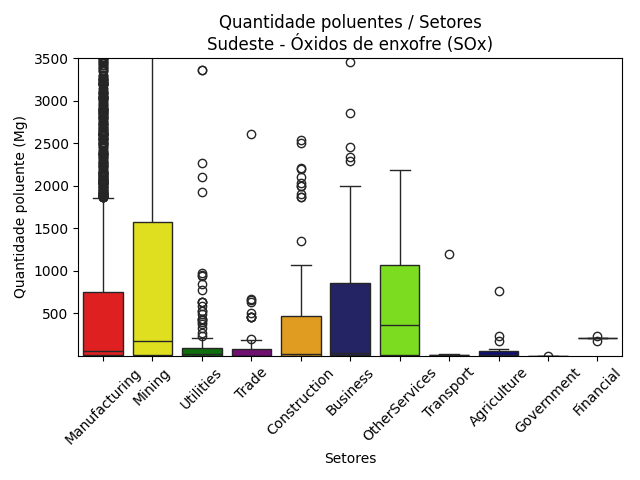 Quantidade poluentes / Setores
Sudeste - Óxidos de enxofre (SOx)
Quantidade poluente (Mg)
3500
3000
2500
2000
1500
1000
500
Manufacturing
Mining
Utilities
Trade
Construction
Business
OtherServices
Transport
Agriculture
Government
Financial
Setores